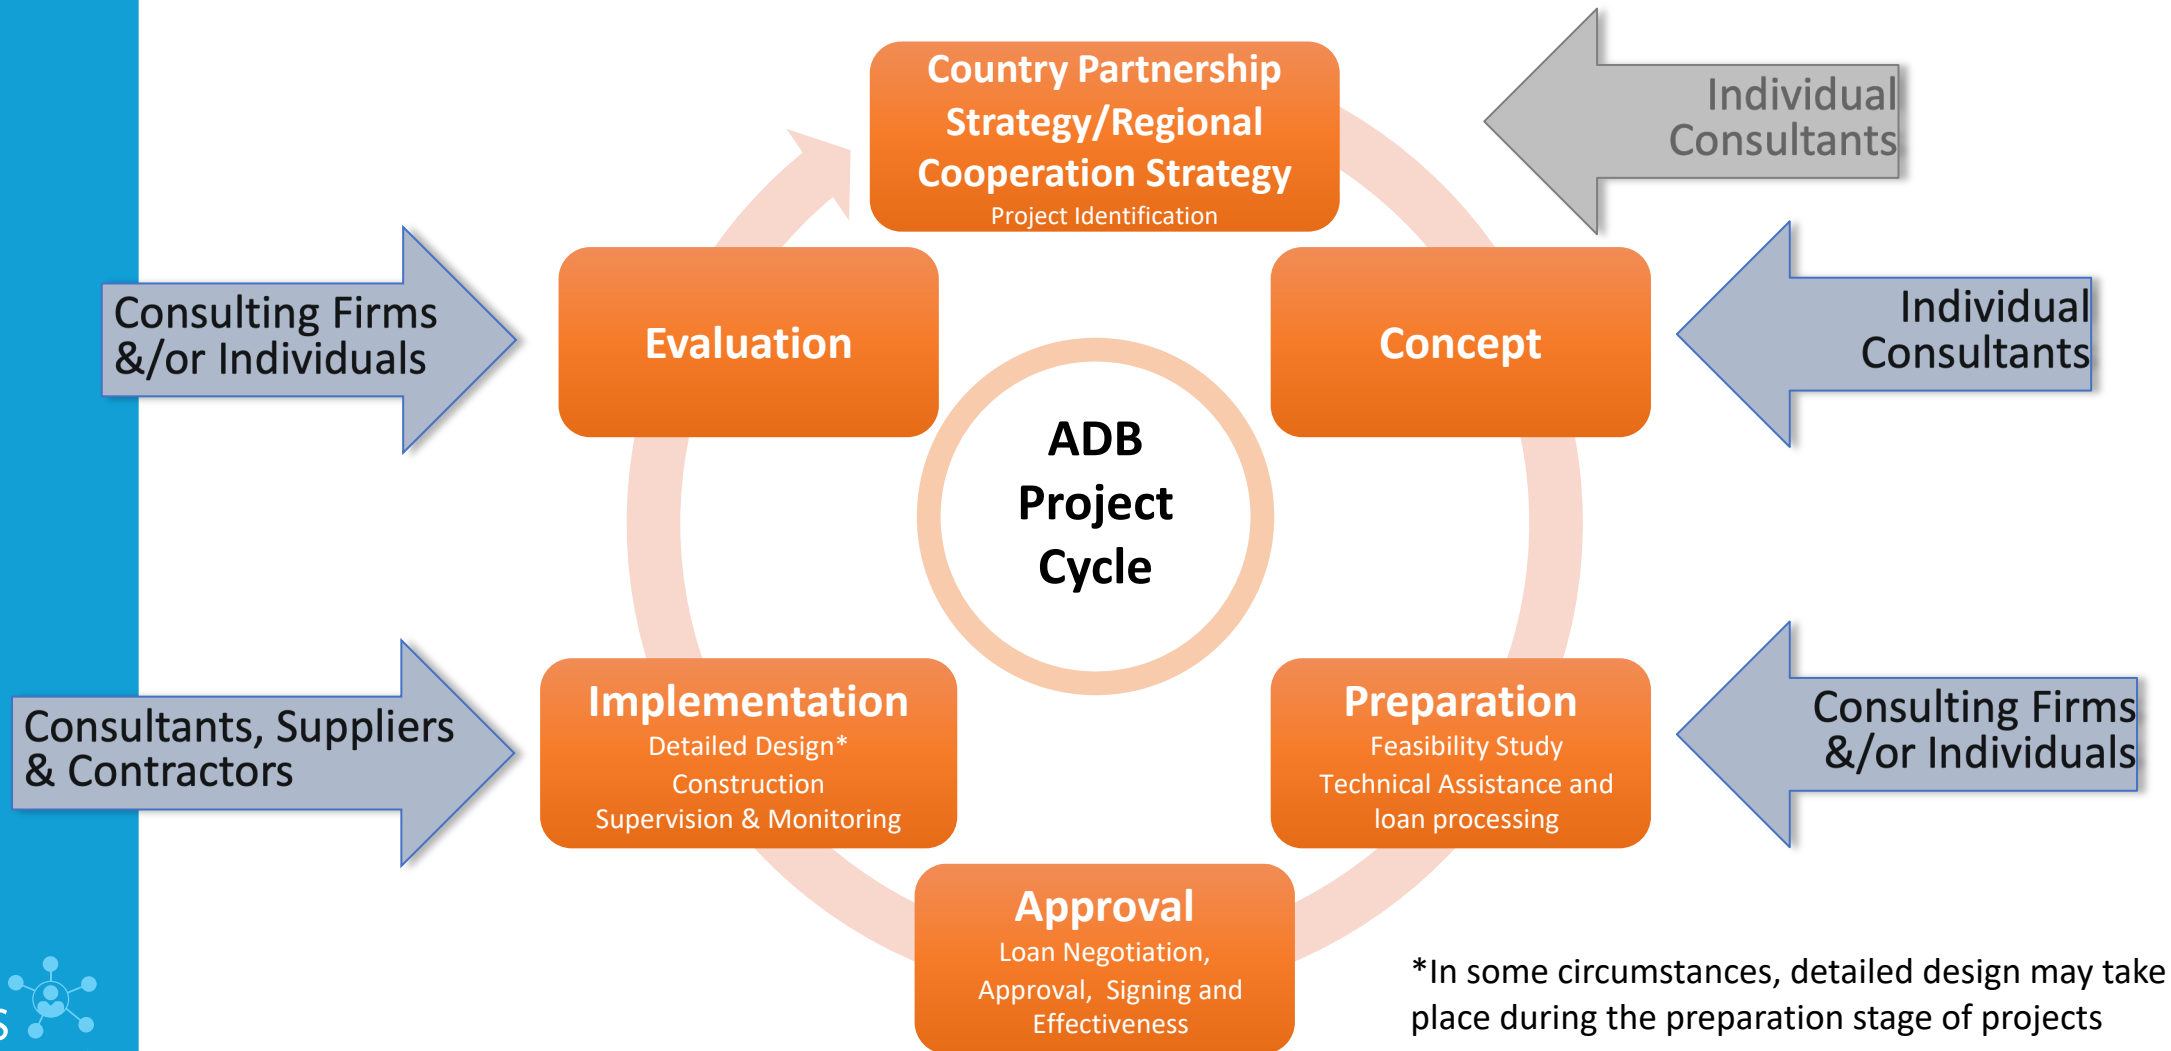 Country Partnership
Strategy/Regional
Cooperation Strategy
Project Identification
Individual
Consultants
Consulting Firms
&/or Individuals
Evaluation
Concept
Individual
Consultants
ADB
Project
Cycle
Consultants, Suppliers
& Contractors
Implementation
Detailed Design*
Construction
Supervision & Monitoring
Preparation
Feasibility Study
Technical Assistance and
loan processing
Consulting Firms
&/or Individuals
Approval
Loan Negotiation,
Approval, Signing and
Effectiveness
*In some circumstances, detailed design may take
place during the preparation stage of projects
S